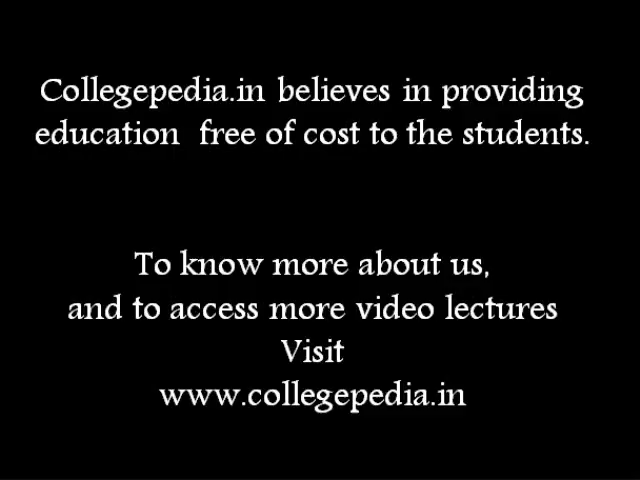 Collegepedia.in believes in providing
education free of cost to the students.
To know more about us,
and to access more video lectures
Visit
www.collegepedia.in